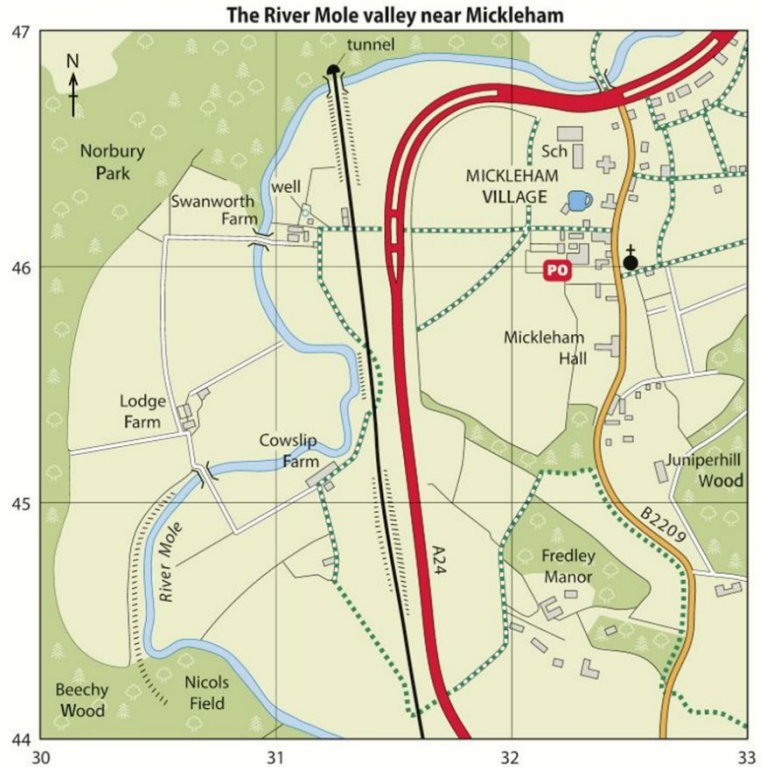 The River Mole valley near Mickleham
47
tunnel
N
Norbury
Park
Sch
MICKLEHAM
VILLAGE
well
Swanworth
Farm
46
PO
Mickleham
Hall
Lodge
Farm
Cowslip
Farm
Juniperhill
Wood
45
B2209
River Mole
A24
Fredley
Manor
Beechy
Wood
Nicols
Field
44
30
31
32
33